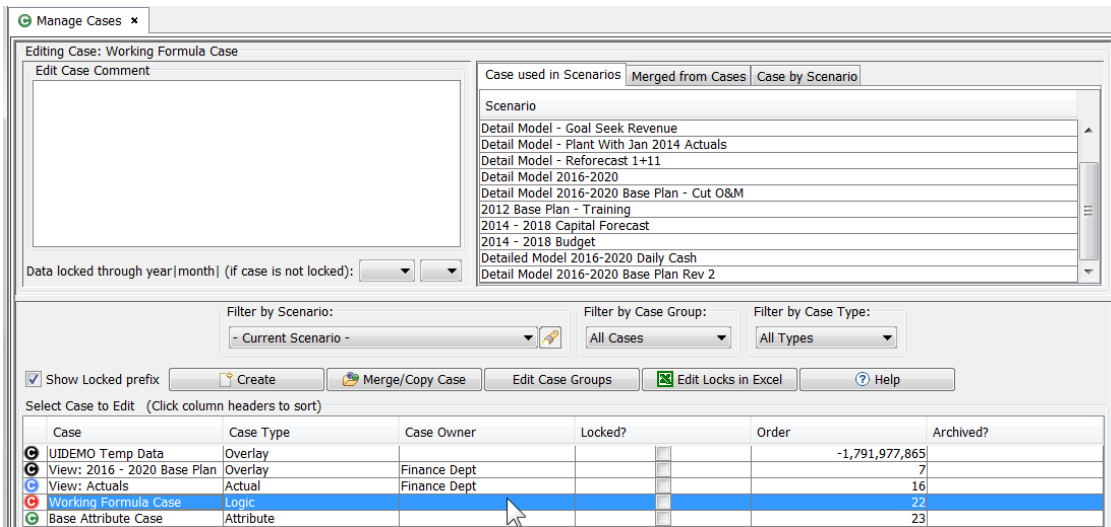 Manage Cases ×
Editing Case: Working Formula Case
Edit Case Comment
Case used in Scenarios Merged from Cases Case by Scenario
Scenario
Detail Model - Goal Seek Revenue
Detail Model - Plant With Jan 2014 Actuals
Detail Model - Reforecast 1+11
Detail Model 2016-2020
Detail Model 2016-2020 Base Plan - Cut O&M
2012 Base Plan - Training
2014 - 2018 Capital Forecast
2014 - 2018 Budget
Detailed Model 2016-2020 Daily Cash
Detail Model 2016-2020 Base Plan Rev 2
Data locked through year|month| (if case is not locked):
Filter by Scenario: Filter by Case Group: Filter by Case Type:
- Current Scenario - All Cases All Types
Show Locked prefix Create Merge/Copy Case Edit Case Groups Edit Locks in Excel Help
Select Case to Edit (Click column headers to sort)
Case Case Type Case Owner Locked? Order Archived?
UIDEMO Temp Data Overlay -1,791,977,865
View: 2016 - 2020 Base Plan Overlay Finance Dept 7
View: Actuals Actual Finance Dept 16
Working Formula Case Logic 22
Base Attribute Case Attribute 23